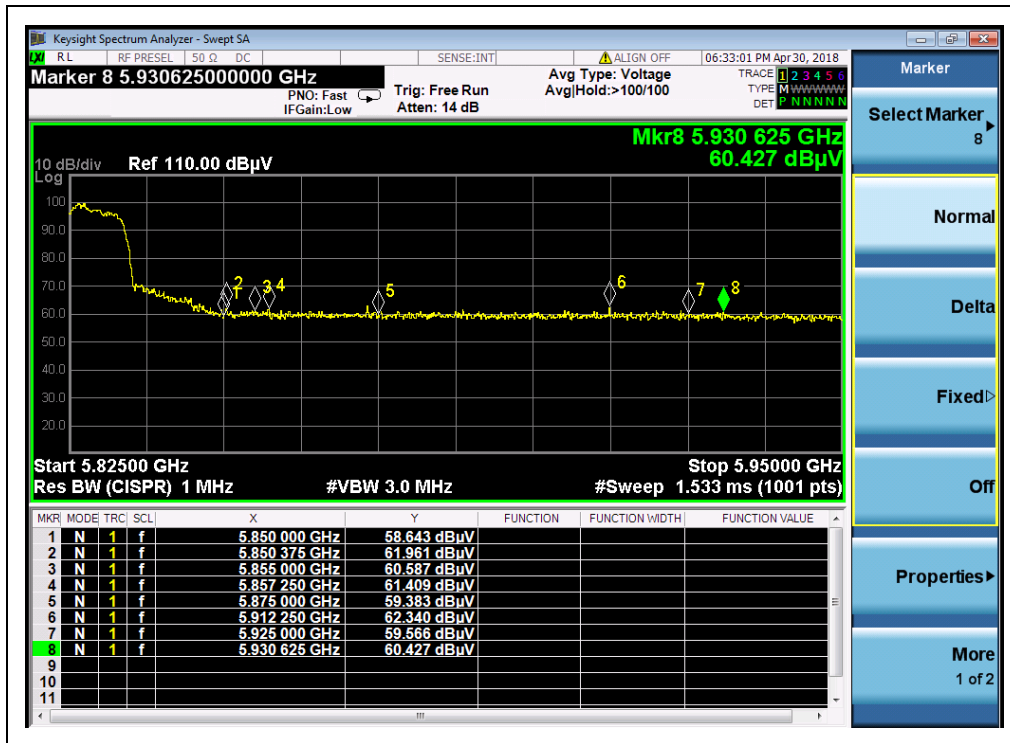 Keysight Spectrum Analyzer - Swept SA
LXI RL RF PRESEL 50 Ω DC SENSE:INT ALIGN OFF 06:33:01 PM Apr 30, 2018
Marker 8 5.930625000000 GHz
PNO: Fast
IFGain:Low
Trig: Free Run
Atten: 14 dB
Avg Type: Voltage
Avg|Hold:>100/100
TRACE 1 2 3 4 5 6
TYPE M WWWWW
DET P N N N N N
Mkr8 5.930 625 GHz
60.427 dBµV
10 dB/div Ref 110.00 dBµV
Log
100
90.0
80.0
70.0
60.0
50.0
40.0
30.0
20.0
1
2
3
4
5
6
7
8
Start 5.82500 GHz Stop 5.95000 GHz
Res BW (CISPR) 1 MHz #VBW 3.0 MHz #Sweep 1.533 ms (1001 pts)
MKR MODE TRC SCL X Y FUNCTION FUNCTION WIDTH FUNCTION VALUE
1 N 1 f 5.850 000 GHz 58.643 dBµV
2 N 1 f 5.850 375 GHz 61.961 dBµV
3 N 1 f 5.855 000 GHz 60.587 dBµV
4 N 1 f 5.857 250 GHz 61.409 dBµV
5 N 1 f 5.875 000 GHz 59.383 dBµV
6 N 1 f 5.912 250 GHz 62.340 dBµV
7 N 1 f 5.925 000 GHz 59.566 dBµV
8 N 1 f 5.930 625 GHz 60.427 dBµV
9
10
11
Marker
Select Marker
8
Normal
Delta
Fixed
Off
Properties
More
1 of 2